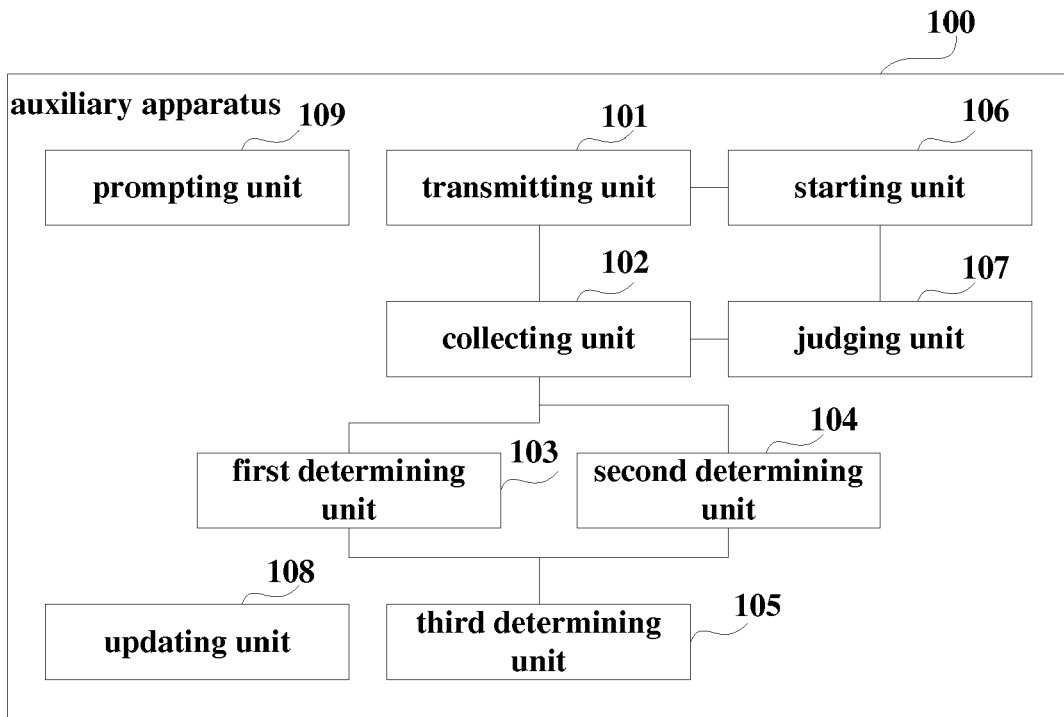 100
auxiliary apparatus
109
101
106
prompting unit
transmitting unit
starting unit
102
107
collecting unit
judging unit
103
104
first determining
unit
second determining
unit
108
105
updating unit
third determining
unit